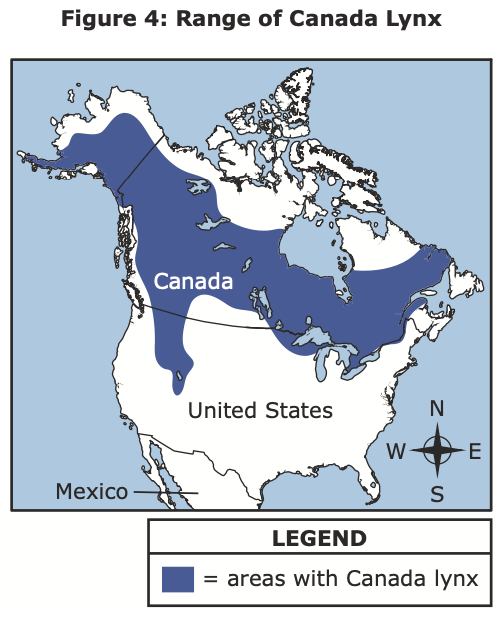 Figure 4: Range of Canada Lynx
Canada
United States
Mexico
N
W
E
S
LEGEND
= areas with Canada lynx